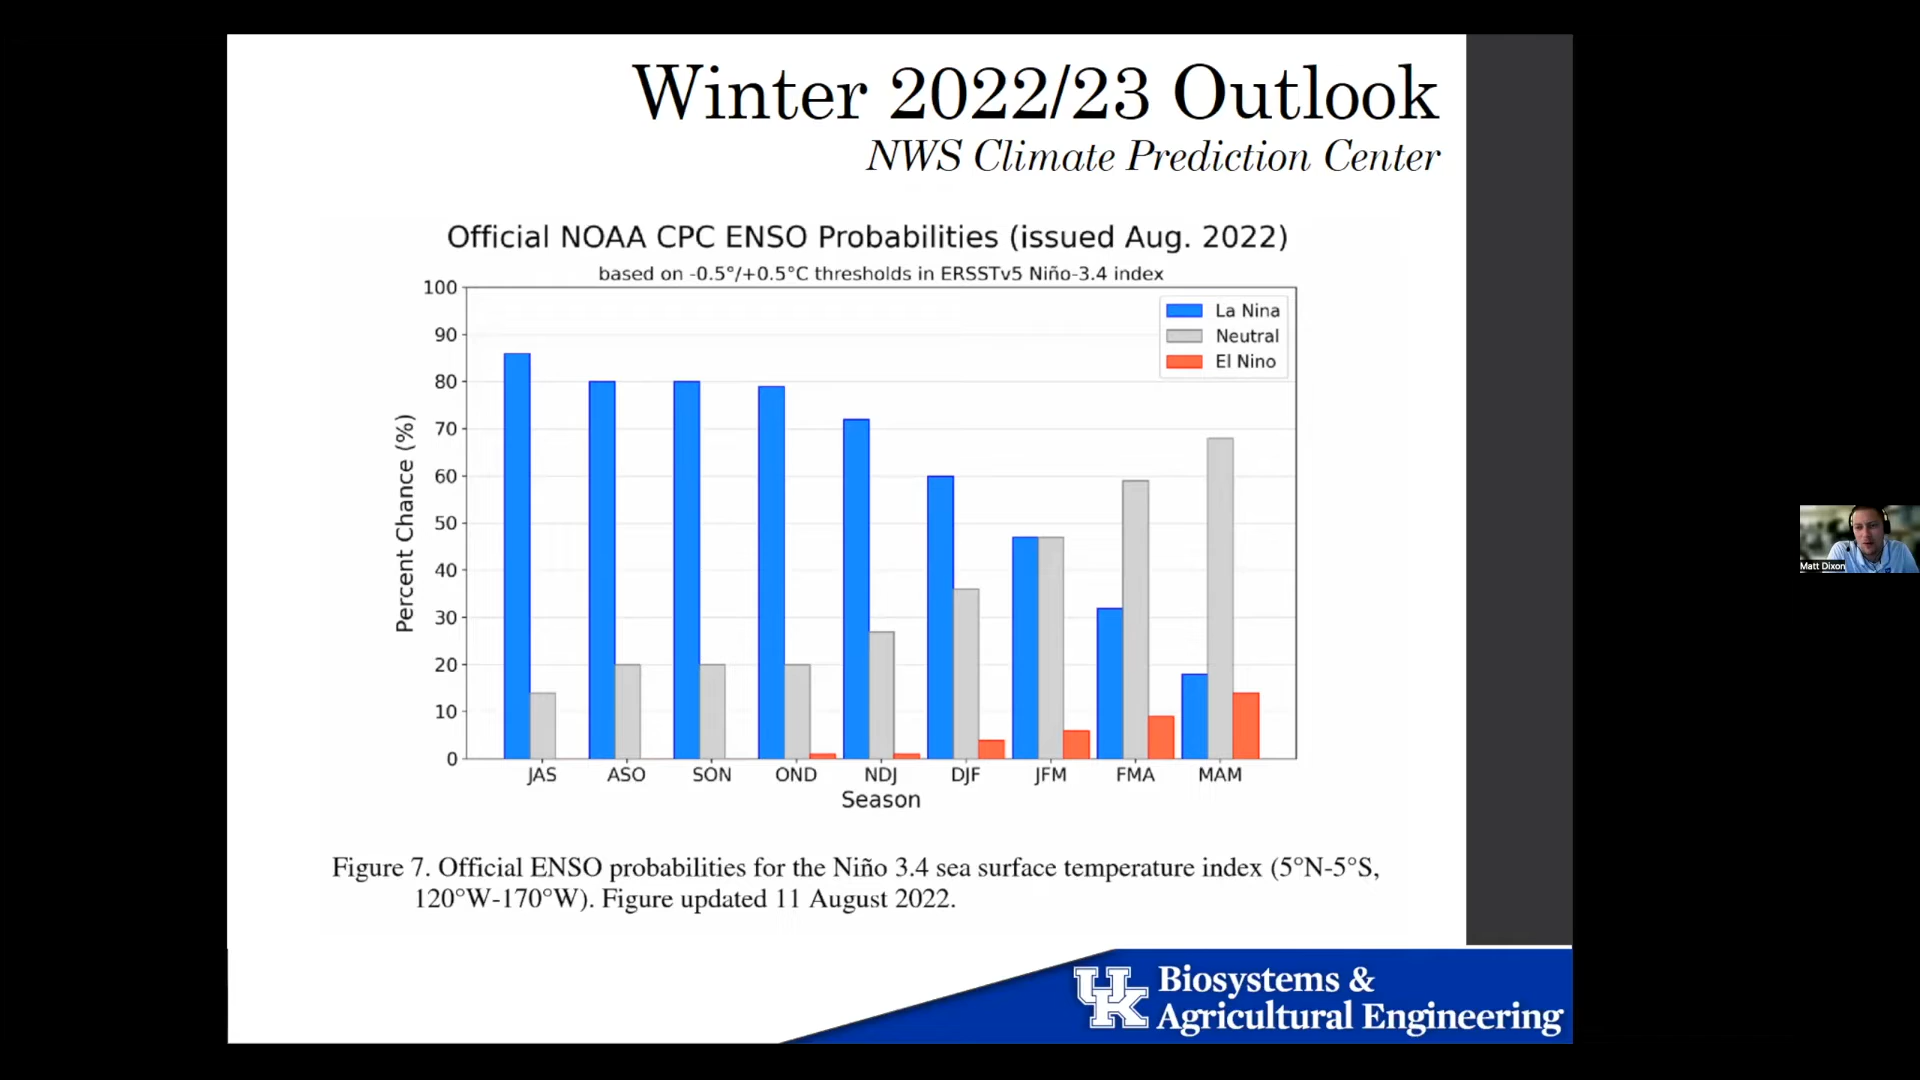 Winter 2022/23 Outlook
NWS Climate Prediction Center
Official NOAA CPC ENSO Probabilities (issued Aug. 2022)
based on -0.5°/+0.5°C thresholds in ERSSTv5 Niño-3.4 index
Percent Chance (%)
100
90
80
70
60
50
40
30
20
10
0
La Nina
Neutral
El Nino
JAS ASO SON OND NDJ DJF JFM FMA MAM
Season
Figure 7. Official ENSO probabilities for the Niño 3.4 sea surface temperature index (5°N-5°S,
120°W-170°W). Figure updated 11 August 2022.
UK
Biosystems &
Agricultural Engineering
Matt Dixon